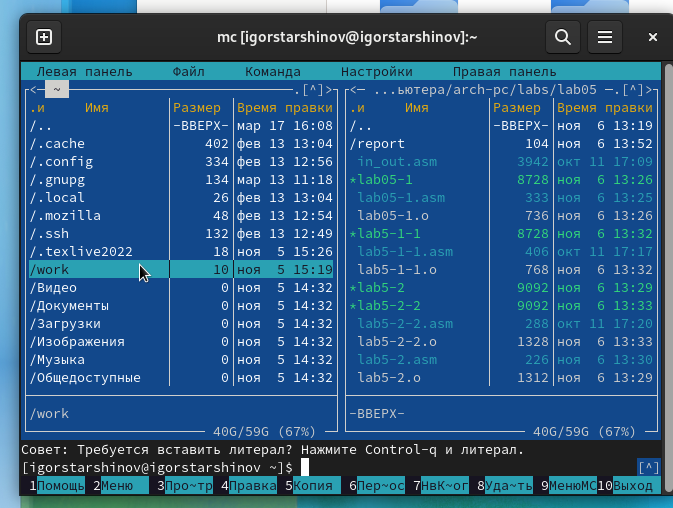 mc [igorstarshinov@igorstarshinov]:~
Левая панель Файл Команда Настройки Правая панель
<─ ~ .[^]> <─ ...ьютера/arch-pc/labs/lab05 ─.[^]>
.и Имя Размер Время правки .и Имя Размер Время правки
/.. -ВВЕРХ- мар 17 16:08 /.. -ВВЕРХ- ноя 6 13:19
/.cache 402 фев 13 13:04 /report 104 ноя 6 13:52
/.config 334 фев 13 12:56 in_out.asm 3942 окт 11 17:09
/.gnupg 134 мар 13 11:18 *lab05-1 8728 ноя 6 13:26
/.local 26 фев 13 13:04 lab05-1.asm 333 ноя 6 13:25
/.mozilla 48 фев 13 12:54 lab05-1.o 736 ноя 6 13:26
/.ssh 132 фев 13 12:49 *lab5-1-1 8728 ноя 6 13:32
/.texlive2022 18 ноя 5 15:26 lab5-1-1.asm 406 окт 11 17:17
/work 10 ноя 5 15:19 lab5-1-1.o 768 ноя 6 13:32
/Видео 0 ноя 5 14:32 *lab5-2 9092 ноя 6 13:29
/Документы 0 ноя 5 14:32 *lab5-2-2 9092 ноя 6 13:33
/Загрузки 0 ноя 5 14:32 lab5-2-2.asm 288 окт 11 17:20
/Изображения 0 ноя 5 14:32 lab5-2-2.o 1328 ноя 6 13:33
/Музыка 0 ноя 5 14:32 lab5-2.asm 226 ноя 6 13:30
/Общедоступные 0 ноя 5 14:32 lab5-2.o 1312 ноя 6 13:29
/work -ВВЕРХ-
40G/59G (67%) 40G/59G (67%)
Совет: Требуется вставить литерал? Нажмите Control-q и литерал.
[igorstarshinov@igorstarshinov ~]$ [^]
1Помощь 2Меню 3Про~тр 4Правка 5Копия 6Пер~ос 7НвК~ог 8Уда~ть 9МенюMC 10Выход